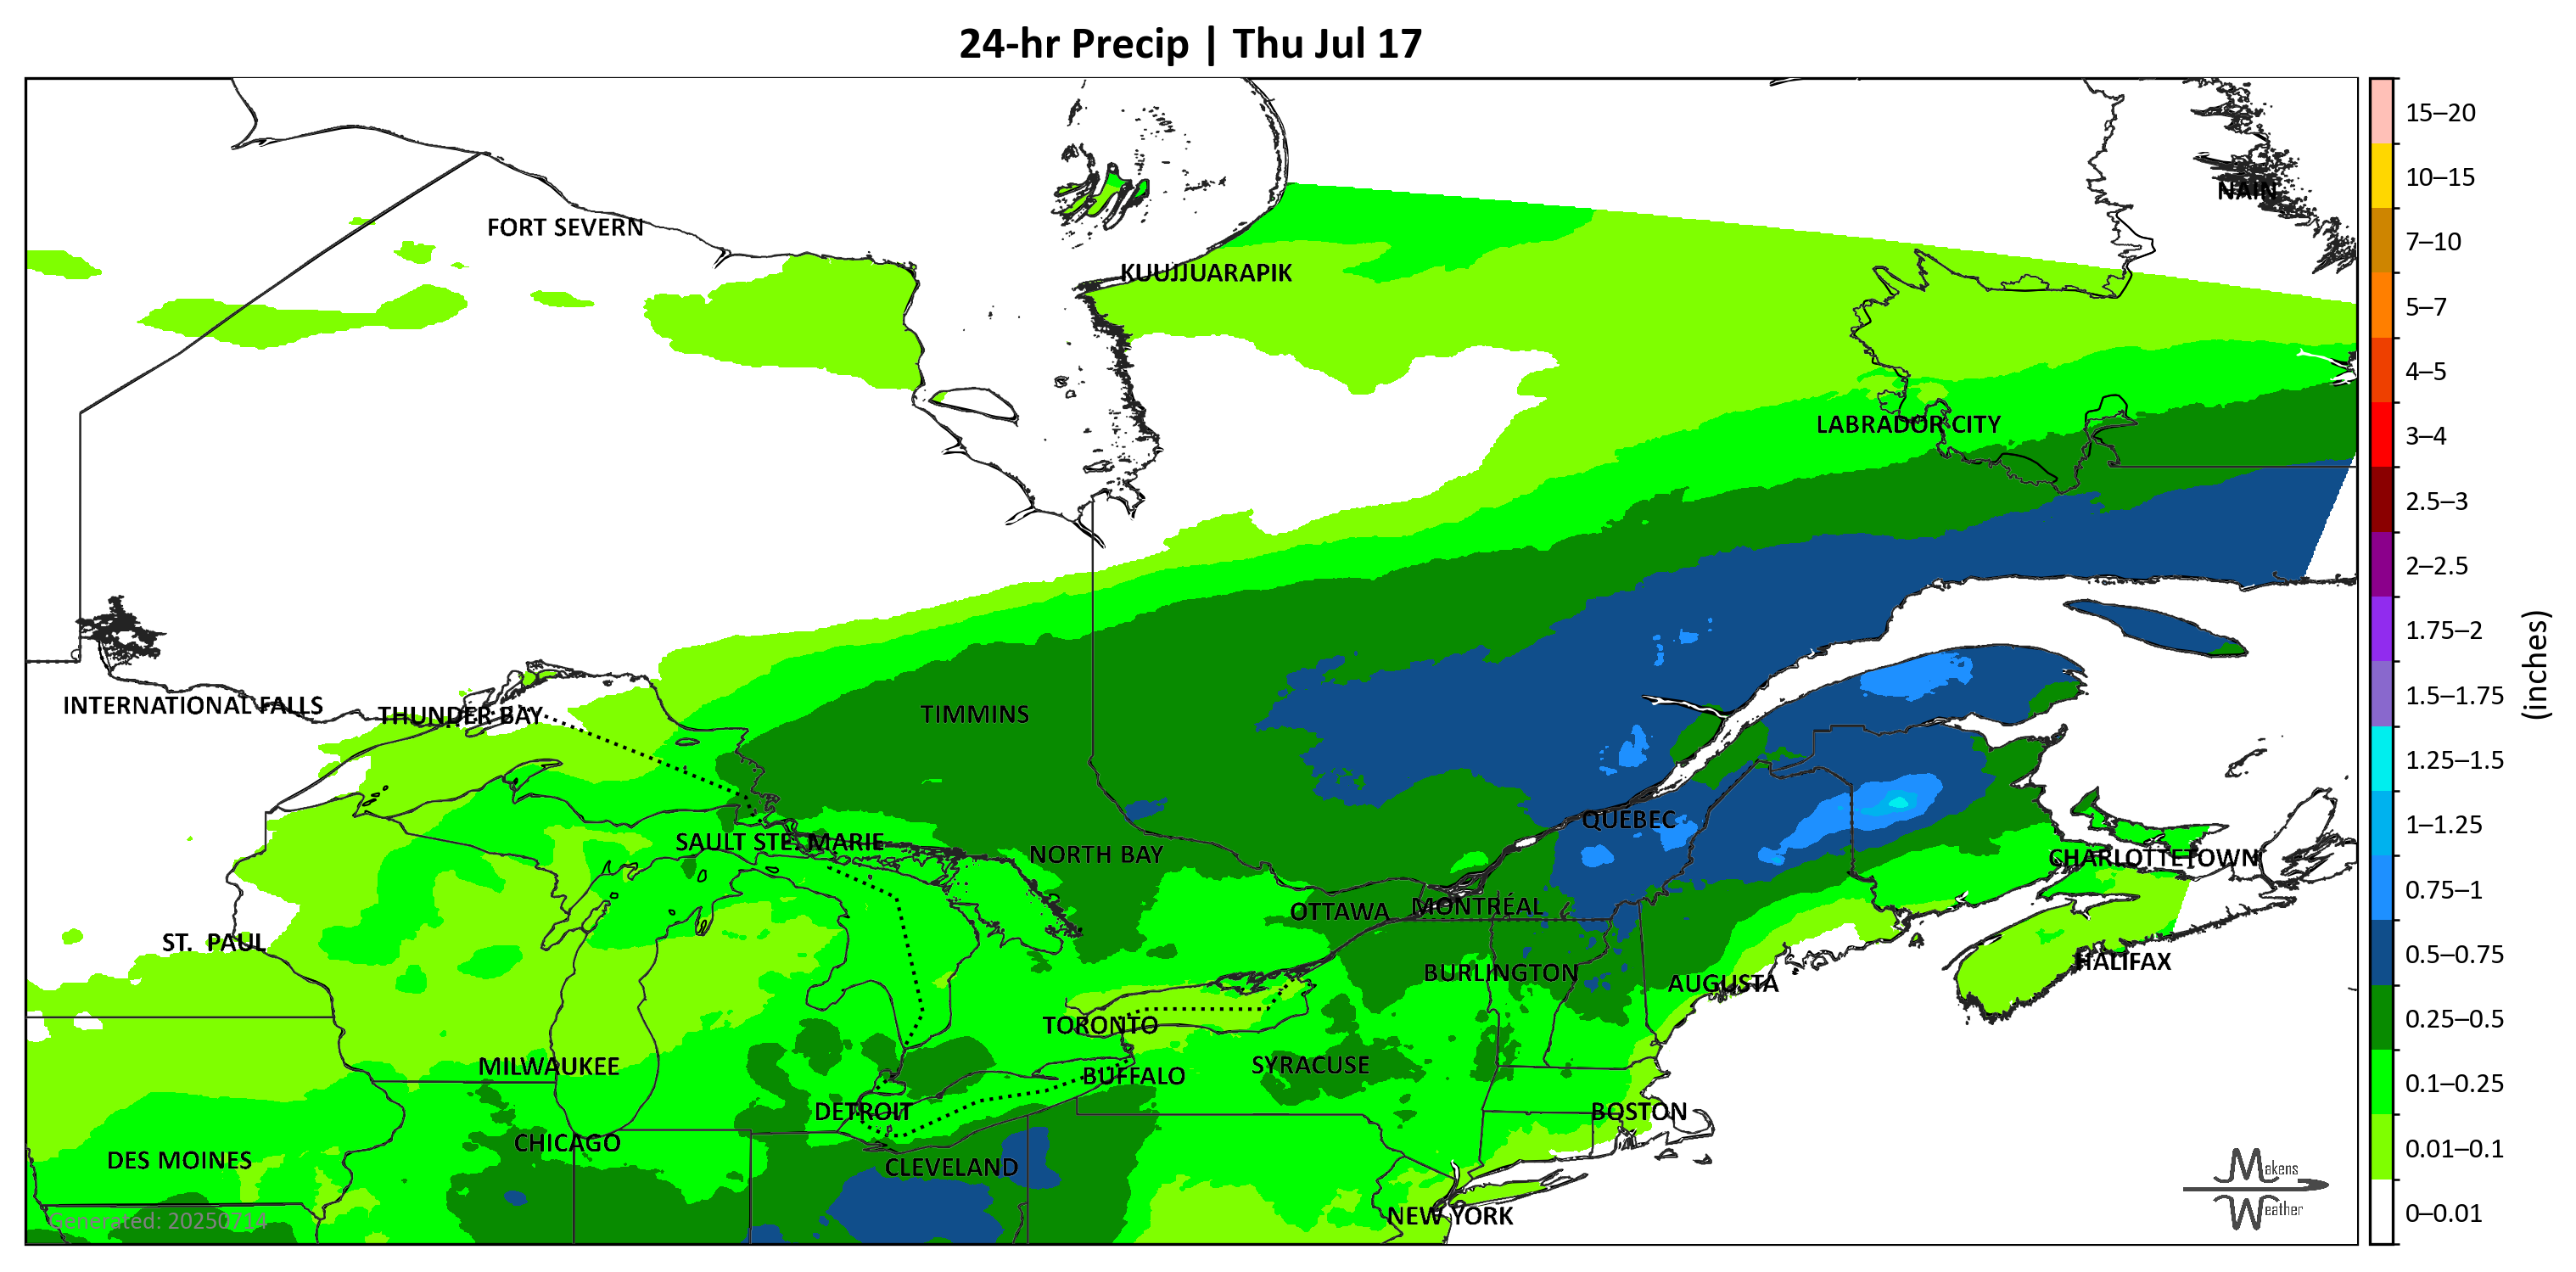 24-hr Precip | Thu Jul 17
NAIN
FORT SEVERN
KUUJJUARAPIK
LABRADOR CITY
INTERNATIONAL FALLS
THUNDER BAY
TIMMINS
QUEBEC
SAULT STE. MARIE
NORTH BAY
CHARLOTTETOWN
OTTAWA
MONTRÉAL
ST. PAUL
HALIFAX
BURLINGTON
AUGUSTA
TORONTO
MILWAUKEE
SYRACUSE
BUFFALO
DETROIT
BOSTON
CHICAGO
DES MOINES
CLEVELAND
NEW YORK
Generated: 20250714
Makens
Weather
15–20
10–15
7–10
5–7
4–5
3–4
2.5–3
2–2.5
1.75–2
1.5–1.75
1.25–1.5
1–1.25
0.75–1
0.5–0.75
0.25–0.5
0.1–0.25
0.01–0.1
0–0.01
(inches)